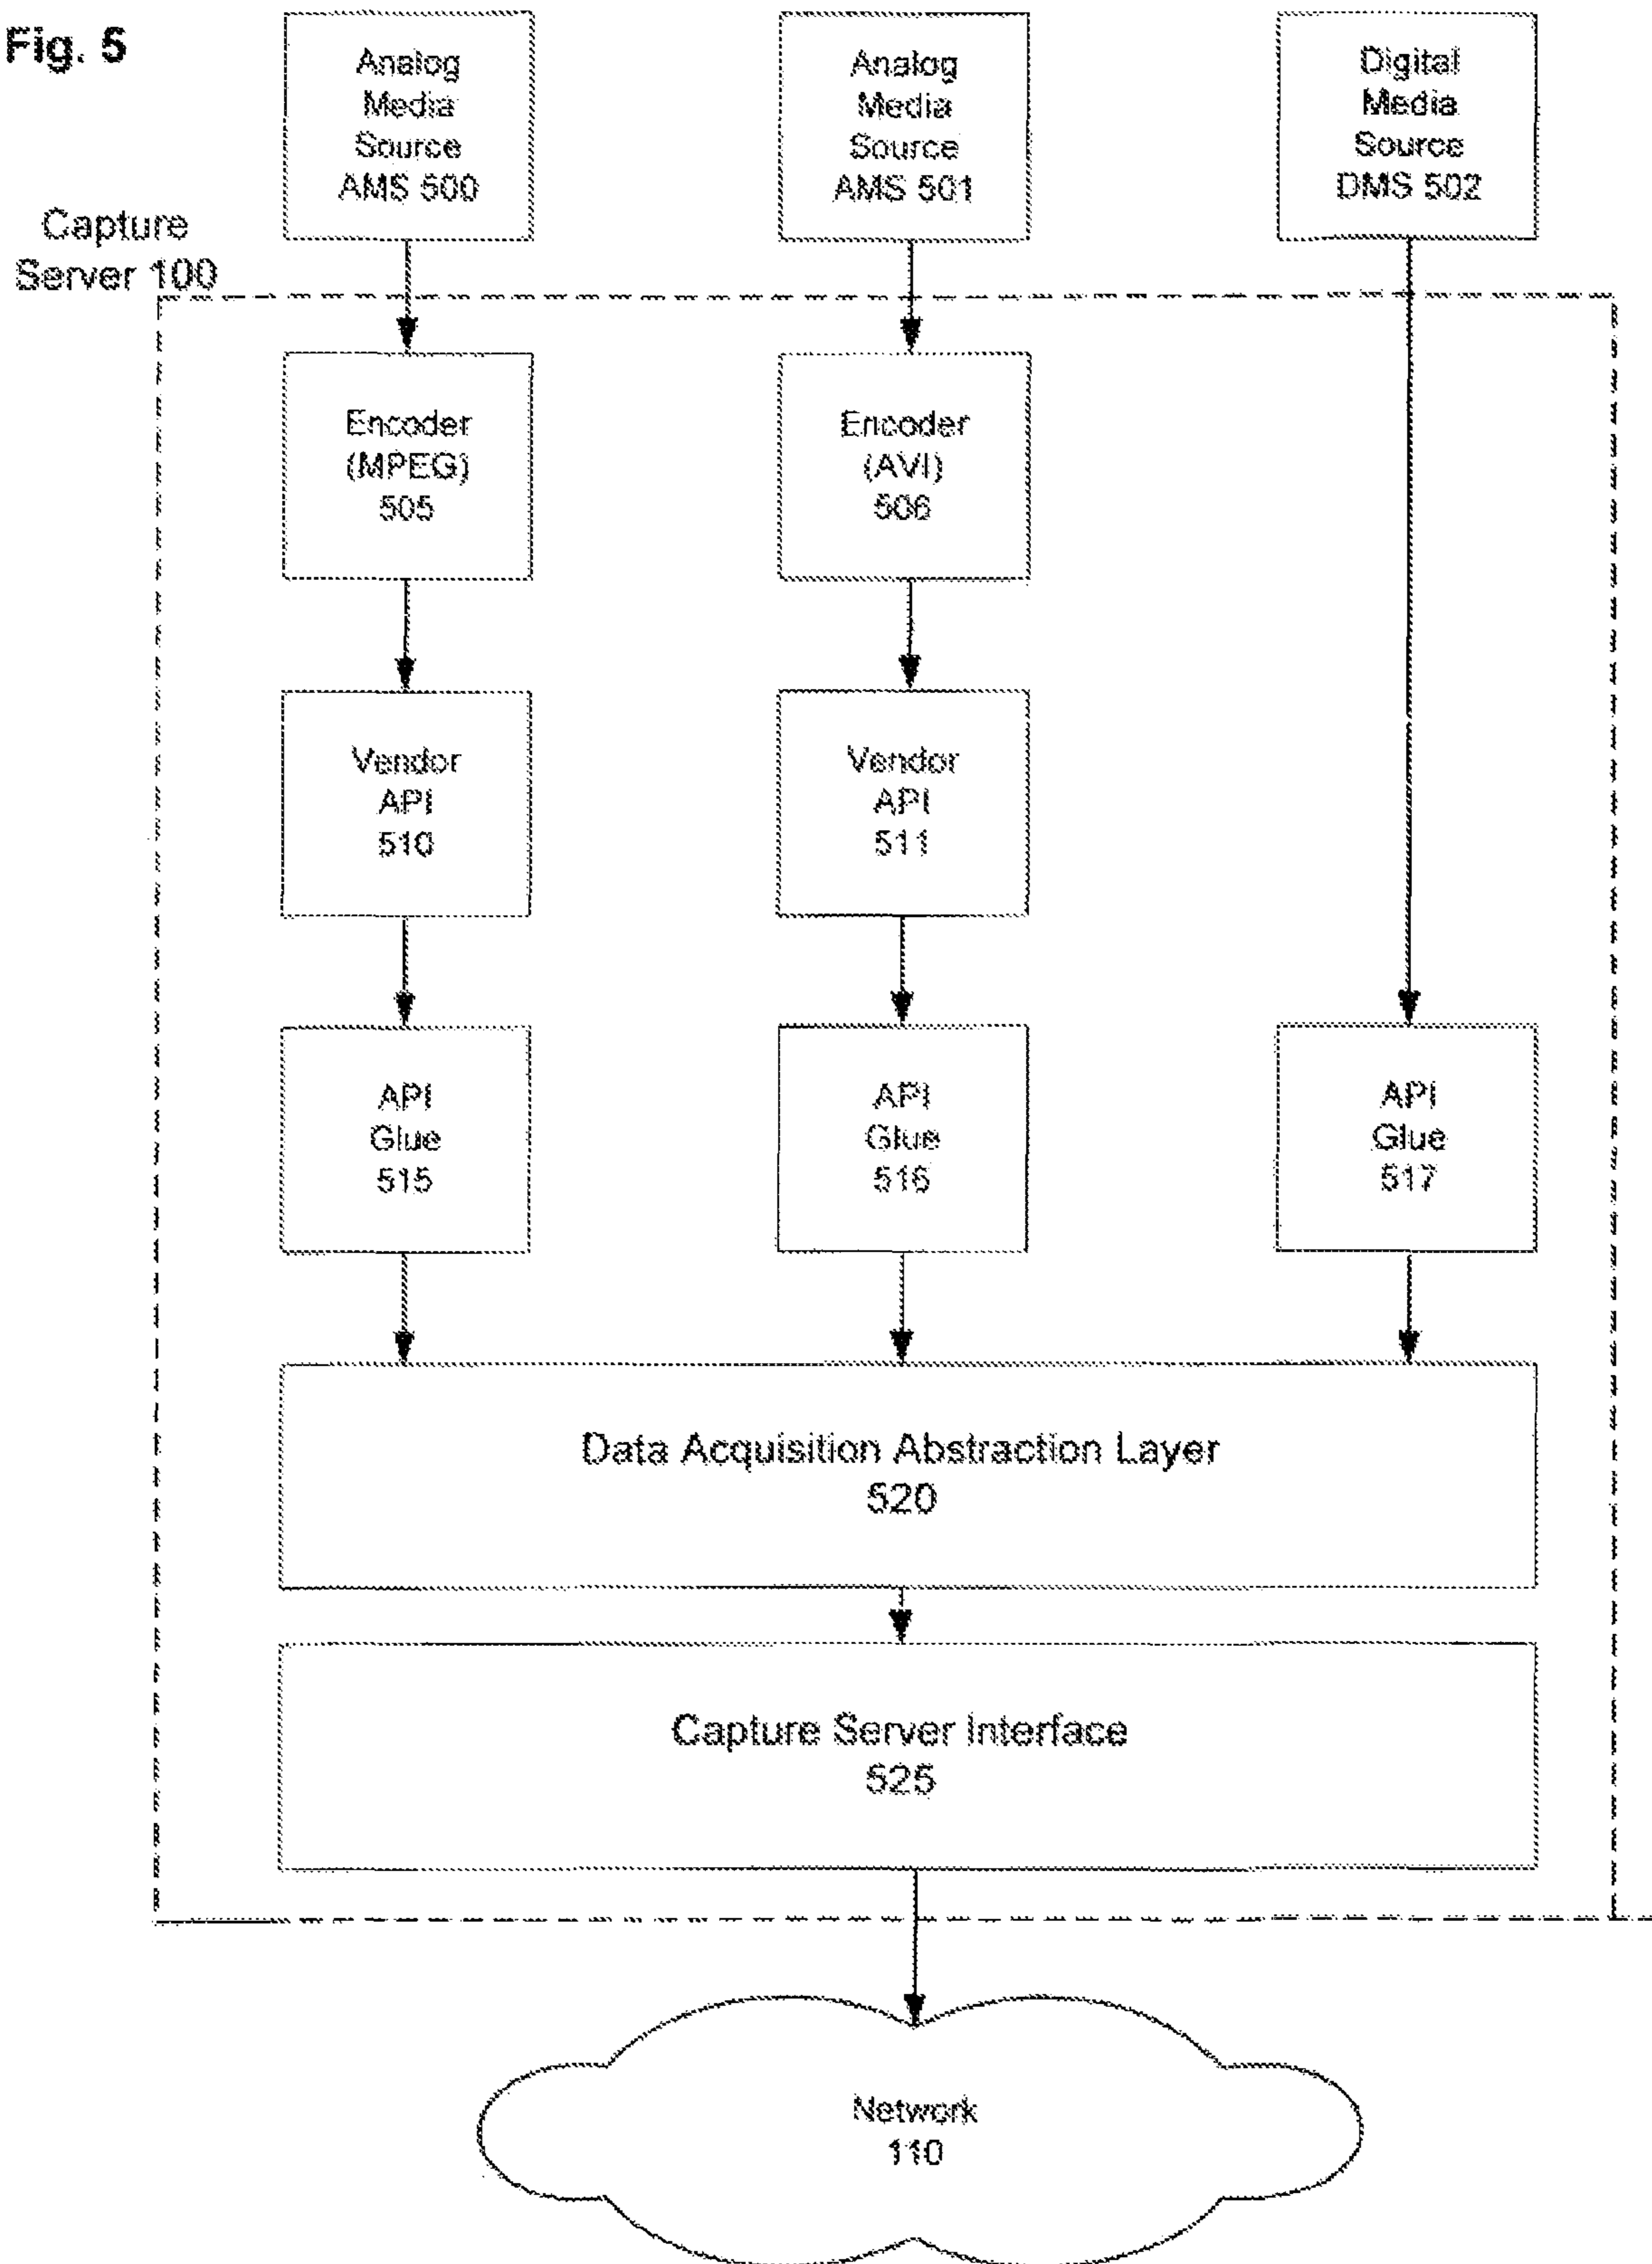 Fig. 5
Analog
Media
Source
AMS 500
Analog
Media
Source
AMS 501
Digital
Media
Source
DMS 502
Capture
Server 100
Encoder
(MPEG)
505
Encoder
(AVI)
506
Vendor
API
510
Vendor
API
511
API
Glue
515
API
Glue
516
API
Glue
517
Data Acquisition Abstraction Layer
520
Capture Server Interface
525
Network
110